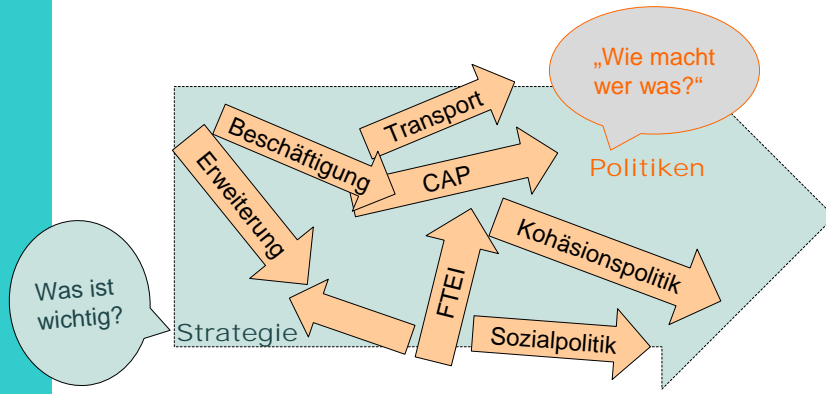 „Wie macht
wer was?“
Transport
Beschäftigung
CAP
Politiken
Erweiterung
Kohäsionspolitik
Was ist
wichtig?
FTEI
Strategie
Sozialpolitik